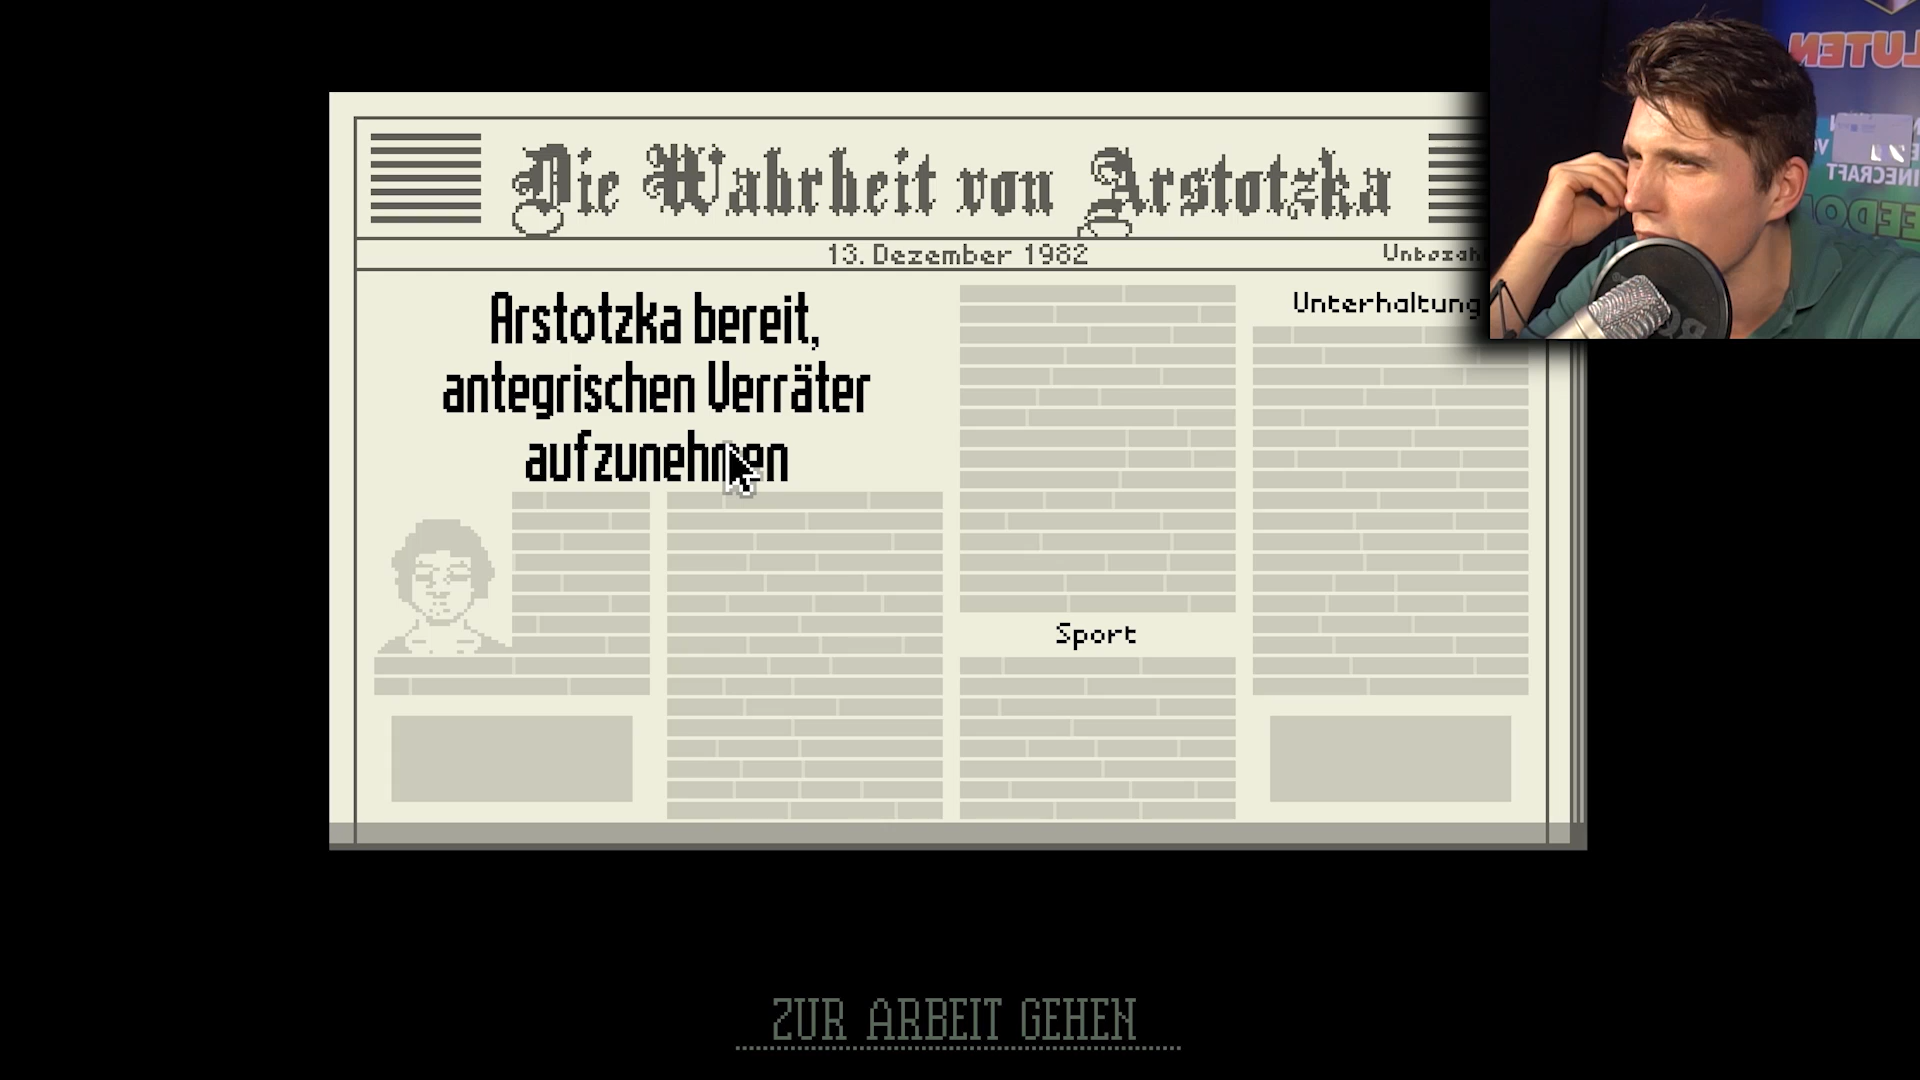 Die Wahrheit von Arstotzka
13. Dezember 1982
Arstotzka bereit,
antegrischen Verräter
aufzunehmen
Unterhaltung
Sport
ZUR ARBEIT GEHEN